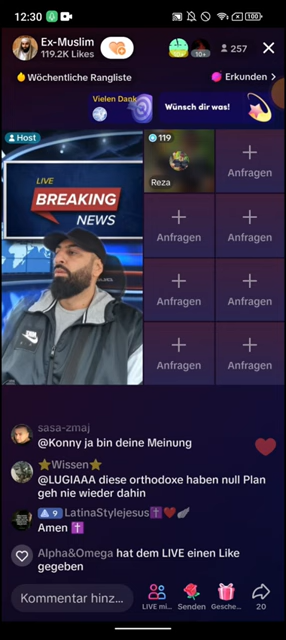 12:30
100
Ex-Muslim
119.2K Likes
10+
257
Wöchentliche Rangliste
Erkunden
Vielen Dank
Wünsch dir was!
Host
LIVE
BREAKING
NEWS
119
Reza
Anfragen
Anfragen
Anfragen
Anfragen
Anfragen
Anfragen
Anfragen
sasa-zmaj
@Konny ja bin deine Meinung
⭐Wissen⭐
@LUGIAAA diese orthodoxe haben null Plan
geh nie wieder dahin
9 LatinaStylejesus✝️❤️🪽
Amen ✝️
Alpha&Omega hat dem LIVE einen Like
gegeben
Kommentar hinz...
LIVE mi...
Senden
Gesche...
20